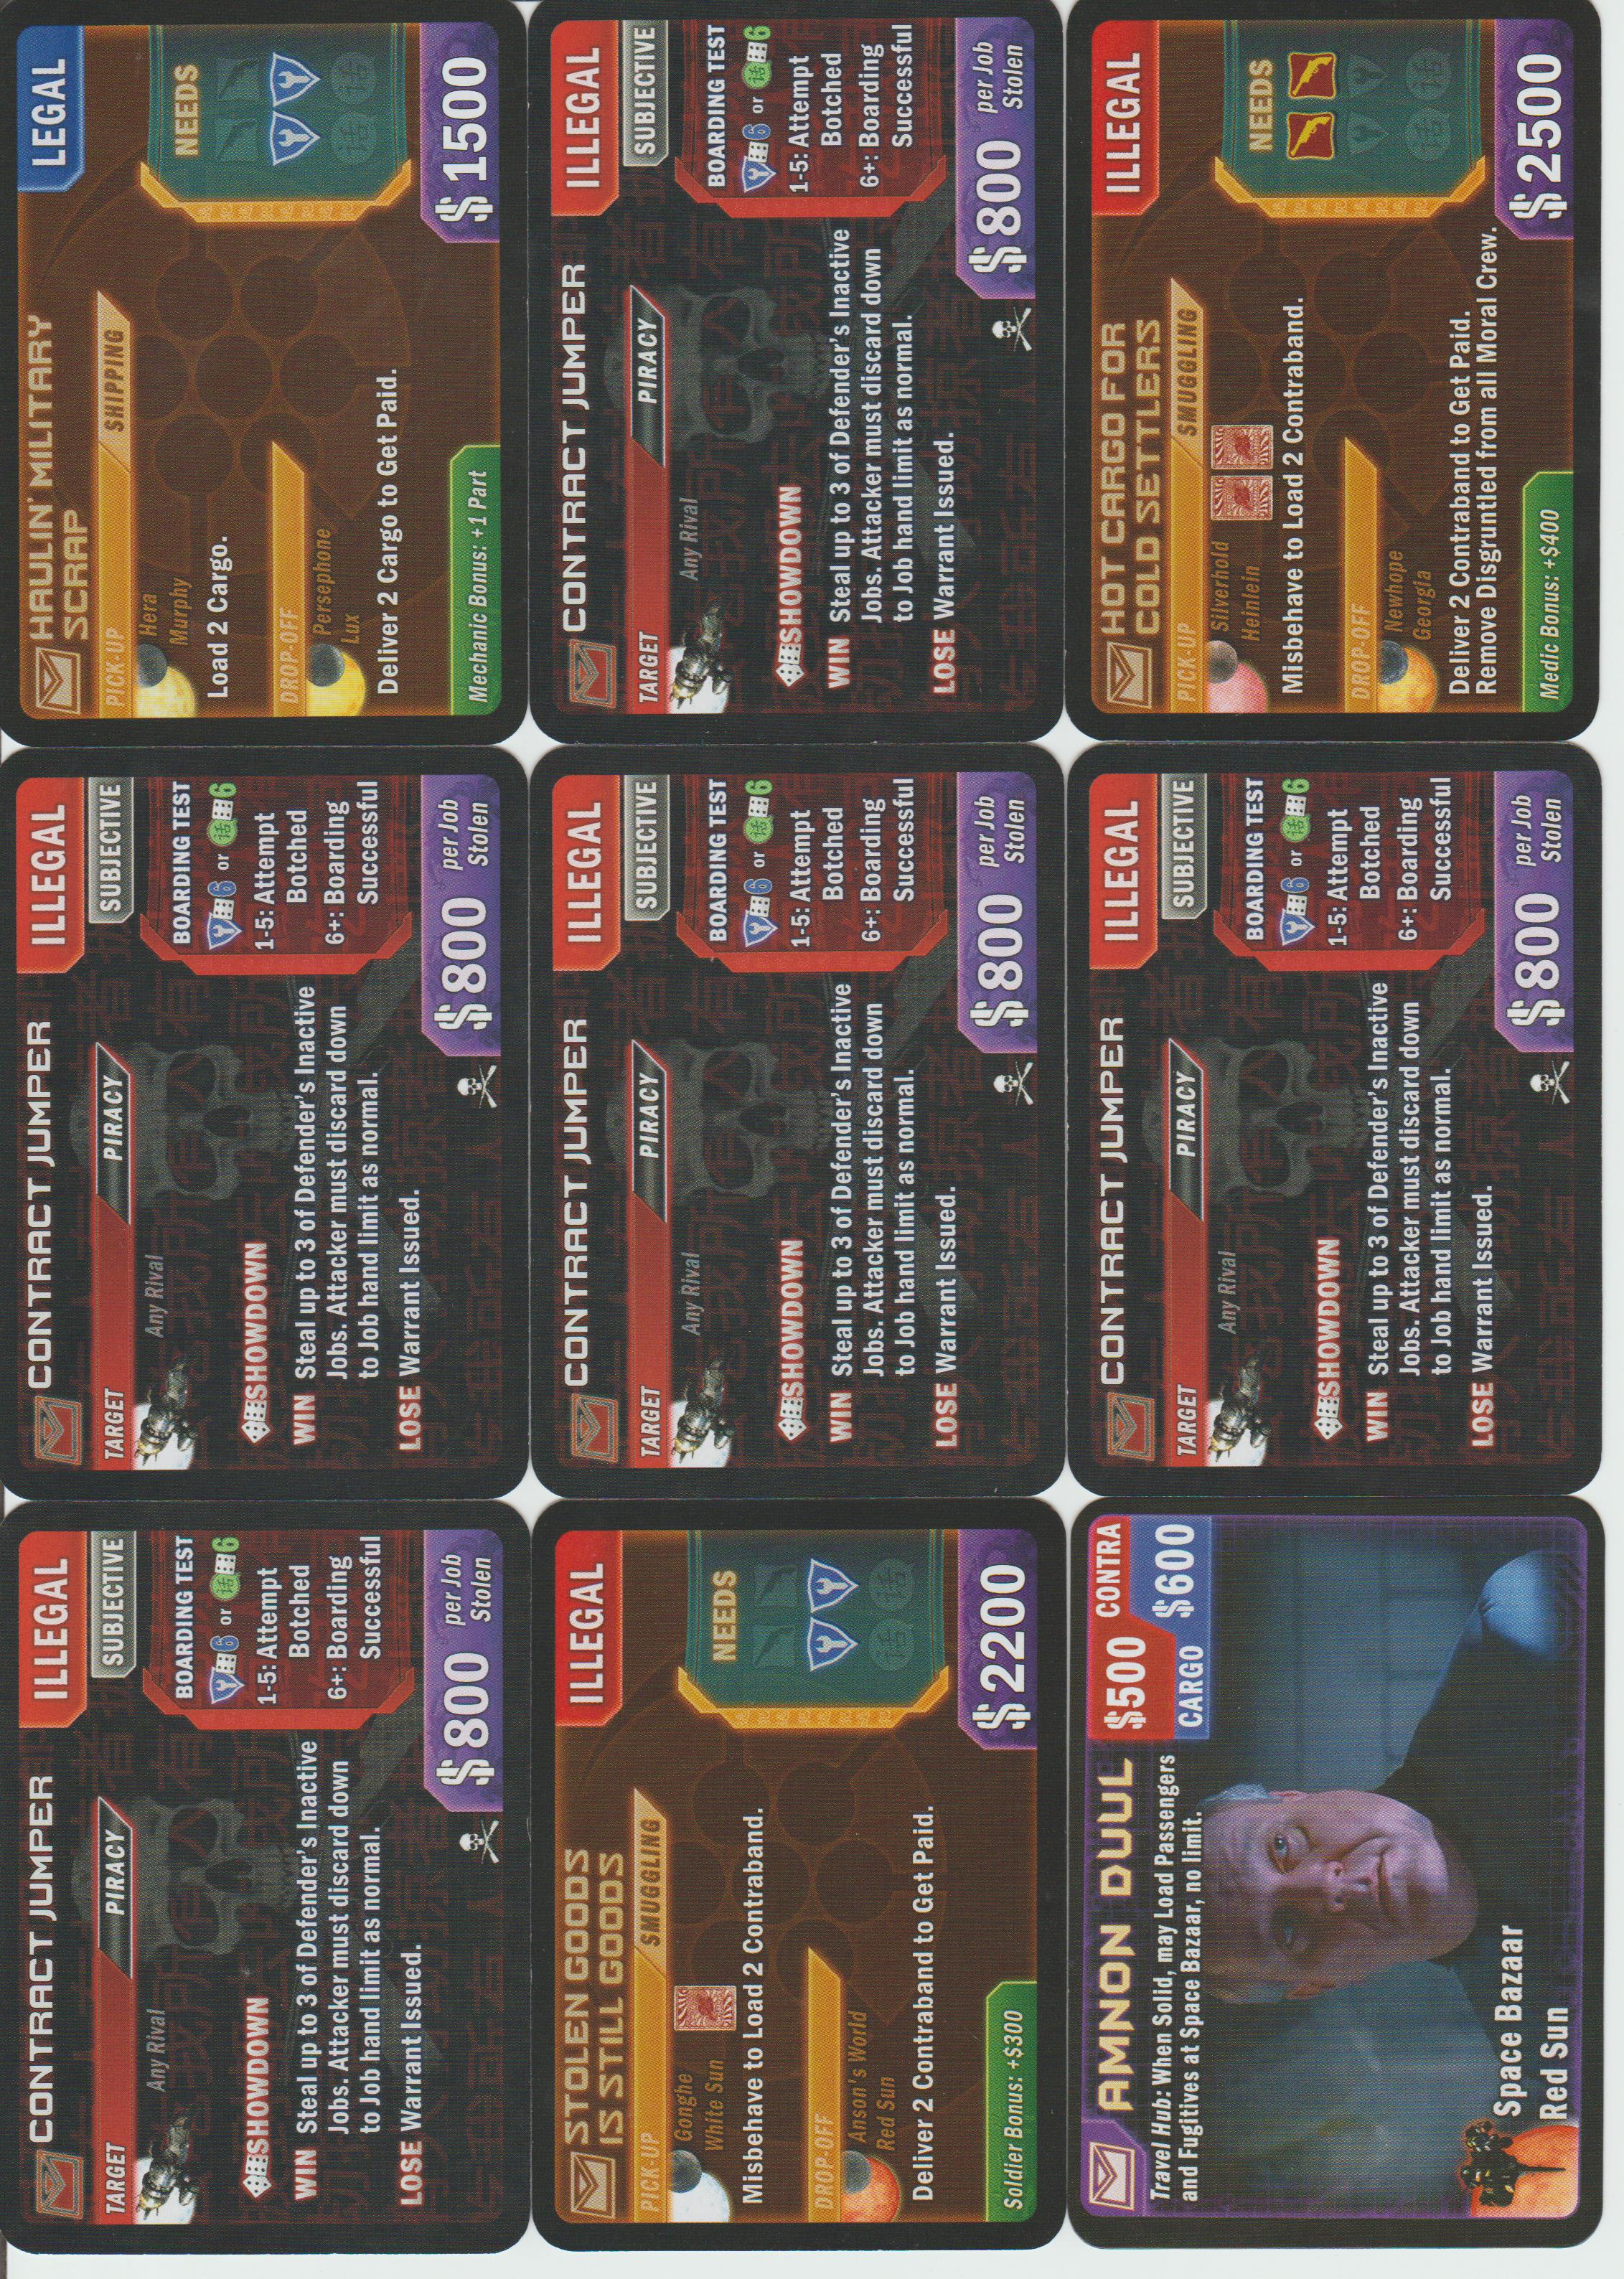 CONTRACT JUMPER
ILLEGAL
TARGET
PIRACY
SUBJECTIVE
Any Rival
BOARDING TEST
6 or 话 6
1-5: Attempt
Botched
6+: Boarding
Successful
SHOWDOWN
WIN Steal up to 3 of Defender's Inactive
Jobs. Attacker must discard down
to Job hand limit as normal.
LOSE Warrant Issued.
$800 per Job
Stolen
CONTRACT JUMPER
ILLEGAL
TARGET
PIRACY
SUBJECTIVE
Any Rival
BOARDING TEST
6 or 话 6
1-5: Attempt
Botched
6+: Boarding
Successful
SHOWDOWN
WIN Steal up to 3 of Defender's Inactive
Jobs. Attacker must discard down
to Job hand limit as normal.
LOSE Warrant Issued.
$800 per Job
Stolen
HAULIN' MILITARY
SCRAP
LEGAL
PICK-UP
SHIPPING
Hera
Murphy
Load 2 Cargo.
NEEDS
话 话
DROP-OFF
Persephone
Lux
Deliver 2 Cargo to Get Paid.
Mechanic Bonus: +1 Part
$1500
STOLEN GOODS
IS STILL GOODS
ILLEGAL
PICK-UP
SMUGGLING
Gonghe
White Sun
Misbehave to Load 2 Contraband.
NEEDS
话 话
DROP-OFF
Anson's World
Red Sun
Deliver 2 Contraband to Get Paid.
Soldier Bonus: +$300
$2200
CONTRACT JUMPER
ILLEGAL
TARGET
PIRACY
SUBJECTIVE
Any Rival
BOARDING TEST
6 or 话 6
1-5: Attempt
Botched
6+: Boarding
Successful
SHOWDOWN
WIN Steal up to 3 of Defender's Inactive
Jobs. Attacker must discard down
to Job hand limit as normal.
LOSE Warrant Issued.
$800 per Job
Stolen
CONTRACT JUMPER
ILLEGAL
TARGET
PIRACY
SUBJECTIVE
Any Rival
BOARDING TEST
6 or 话 6
1-5: Attempt
Botched
6+: Boarding
Successful
SHOWDOWN
WIN Steal up to 3 of Defender's Inactive
Jobs. Attacker must discard down
to Job hand limit as normal.
LOSE Warrant Issued.
$800 per Job
Stolen
AMNON DUUL
$500 CONTRA
CARGO $600
Travel Hub: When Solid, may Load Passengers
and Fugitives at Space Bazaar, no limit.
Space Bazaar
Red Sun
CONTRACT JUMPER
ILLEGAL
TARGET
PIRACY
SUBJECTIVE
Any Rival
BOARDING TEST
6 or 话 6
1-5: Attempt
Botched
6+: Boarding
Successful
SHOWDOWN
WIN Steal up to 3 of Defender's Inactive
Jobs. Attacker must discard down
to Job hand limit as normal.
LOSE Warrant Issued.
$800 per Job
Stolen
HOT CARGO FOR
COLD SETTLERS
ILLEGAL
PICK-UP
SMUGGLING
Silverhold
Heinlein
Misbehave to Load 2 Contraband.
NEEDS
话 话
DROP-OFF
Newhope
Georgia
Deliver 2 Contraband to Get Paid.
Remove Disgruntled from all Moral Crew.
Medic Bonus: +$400
$2500